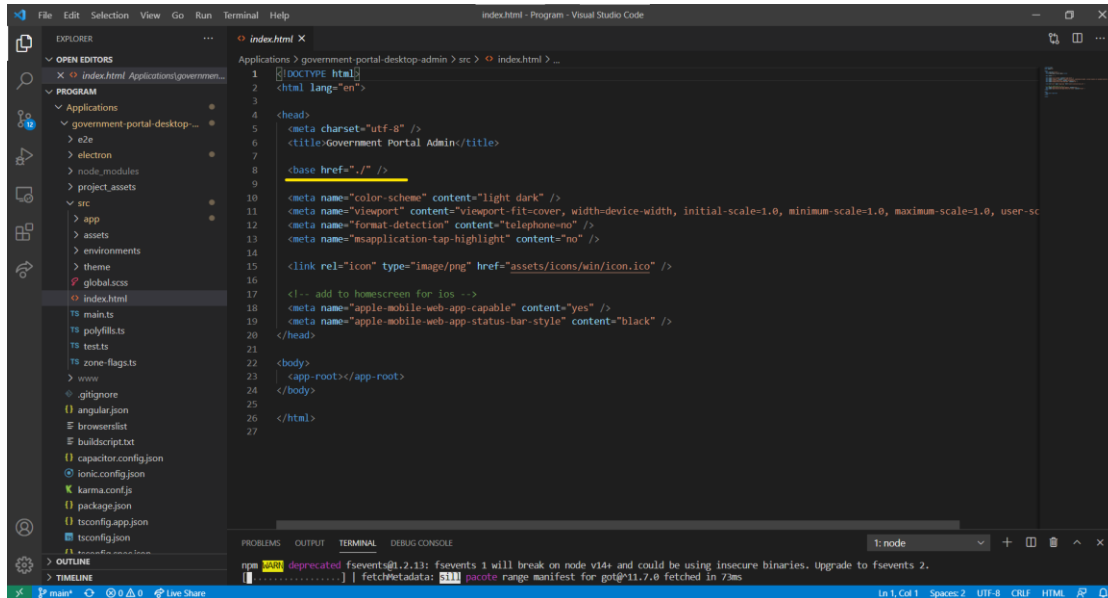 File Edit Selection View Go Run Terminal Help
index.html - Program - Visual Studio Code
EXPLORER
OPEN EDITORS
index.html Applications\governmen...
PROGRAM
Applications
government-portal-desktop-...
e2e
electron
node_modules
project_assets
src
app
assets
environments
theme
global.scss
index.html
TS main.ts
TS polyfills.ts
TS test.ts
TS zone-flags.ts
www
.gitignore
{} angular.json
browserslist
buildscript.txt
{} capacitor.config.json
ionic.config.json
karma.conf.js
{} package.json
{} tsconfig.app.json
tsconfig.json
OUTLINE
TIMELINE
12
index.html
Applications > government-portal-desktop-admin > src > index.html > ...
1 <!DOCTYPE html>
2 <html lang="en">
3
4 <head>
5 <meta charset="utf-8" />
6 <title>Government Portal Admin</title>
7
8 <base href="./" />
9
10 <meta name="color-scheme" content="light dark" />
11 <meta name="viewport" content="viewport-fit=cover, width=device-width, initial-scale=1.0, minimum-scale=1.0, maximum-scale=1.0, user-sc
12 <meta name="format-detection" content="telephone=no" />
13 <meta name="msapplication-tap-highlight" content="no" />
14
15 <link rel="icon" type="image/png" href="assets/icons/win/icon.ico" />
16
17 <!-- add to homescreen for ios -->
18 <meta name="apple-mobile-web-app-capable" content="yes" />
19 <meta name="apple-mobile-web-app-status-bar-style" content="black" />
20 </head>
21
22 <body>
23 <app-root></app-root>
24 </body>
25
26 </html>
27
PROBLEMS OUTPUT TERMINAL DEBUG CONSOLE
1: node
npm WARN deprecated fsevents@1.2.13: fsevents 1 will break on node v14+ and could be using insecure binaries. Upgrade to fsevents 2.
[ ..................] | fetchMetadata: sill pacote range manifest for got@^11.7.0 fetched in 73ms
main* 0 0 Live Share
Ln 1, Col 1 Spaces: 2 UTF-8 CRLF HTML